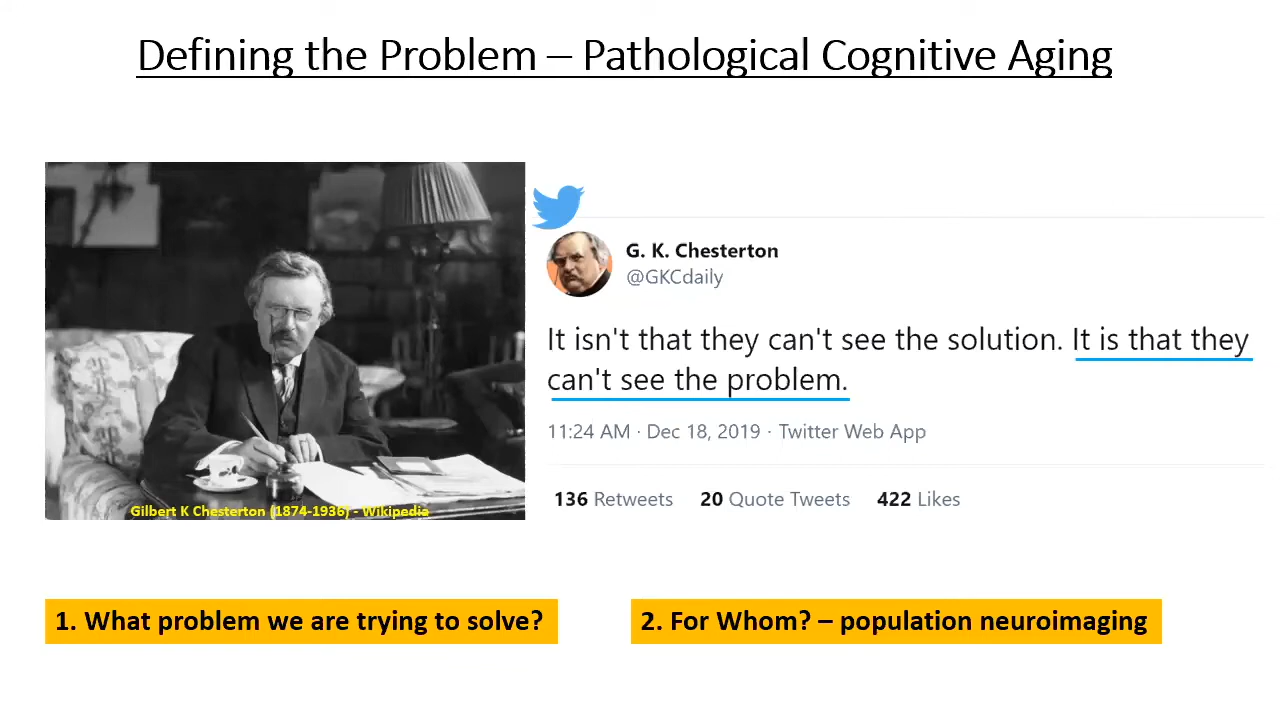 Defining the Problem – Pathological Cognitive Aging
G. K. Chesterton
@GKCdaily
It isn't that they can't see the solution. It is that they
can't see the problem.
11:24 AM · Dec 18, 2019 · Twitter Web App
136 Retweets 20 Quote Tweets 422 Likes
Gilbert K Chesterton (1874-1936) - Wikipedia
1. What problem we are trying to solve?
2. For Whom? – population neuroimaging